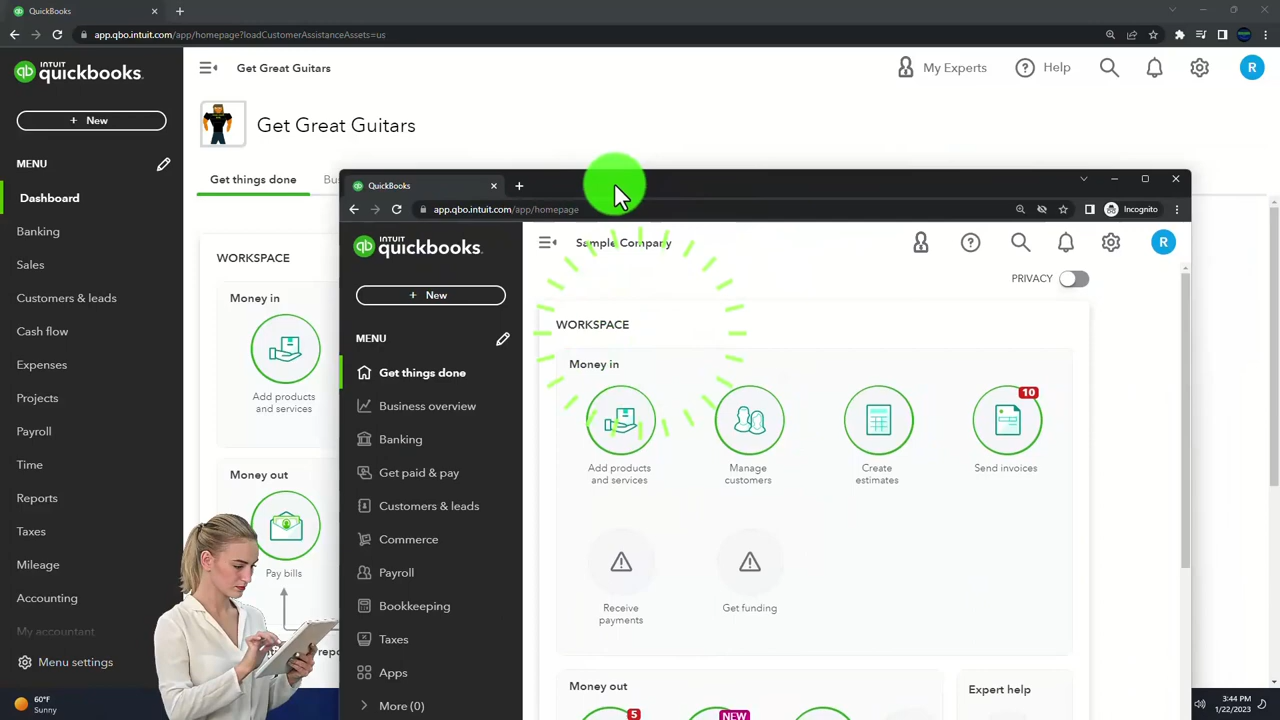 QuickBooks
app.qbo.intuit.com/app/homepage?loadCustomerAssistanceAssets=us
INTUIT
quickbooks.
Get Great Guitars
My Experts
Help
R
+ New
Get Great Guitars
MENU
Get things done
Bu
Dashboard
Banking
Sales
Customers & leads
Cash flow
Expenses
Projects
Payroll
Time
Reports
Taxes
Mileage
Accounting
My accountant
Menu settings
WORKSPACE
Money in
Add products
and services
Money out
Pay bills
QuickBooks
app.qbo.intuit.com/app/homepage
Incognito
INTUIT
quickbooks.
Sample Company
R
PRIVACY
+ New
MENU
Get things done
Business overview
Banking
Get paid & pay
Customers & leads
Commerce
Payroll
Bookkeeping
Taxes
Apps
More (0)
WORKSPACE
Money in
10
Add products
and services
Manage
customers
Create
estimates
Send invoices
Receive
payments
Get funding
Money out
Expert help
5
NEW
60°F
Sunny
3:44 PM
1/22/2023